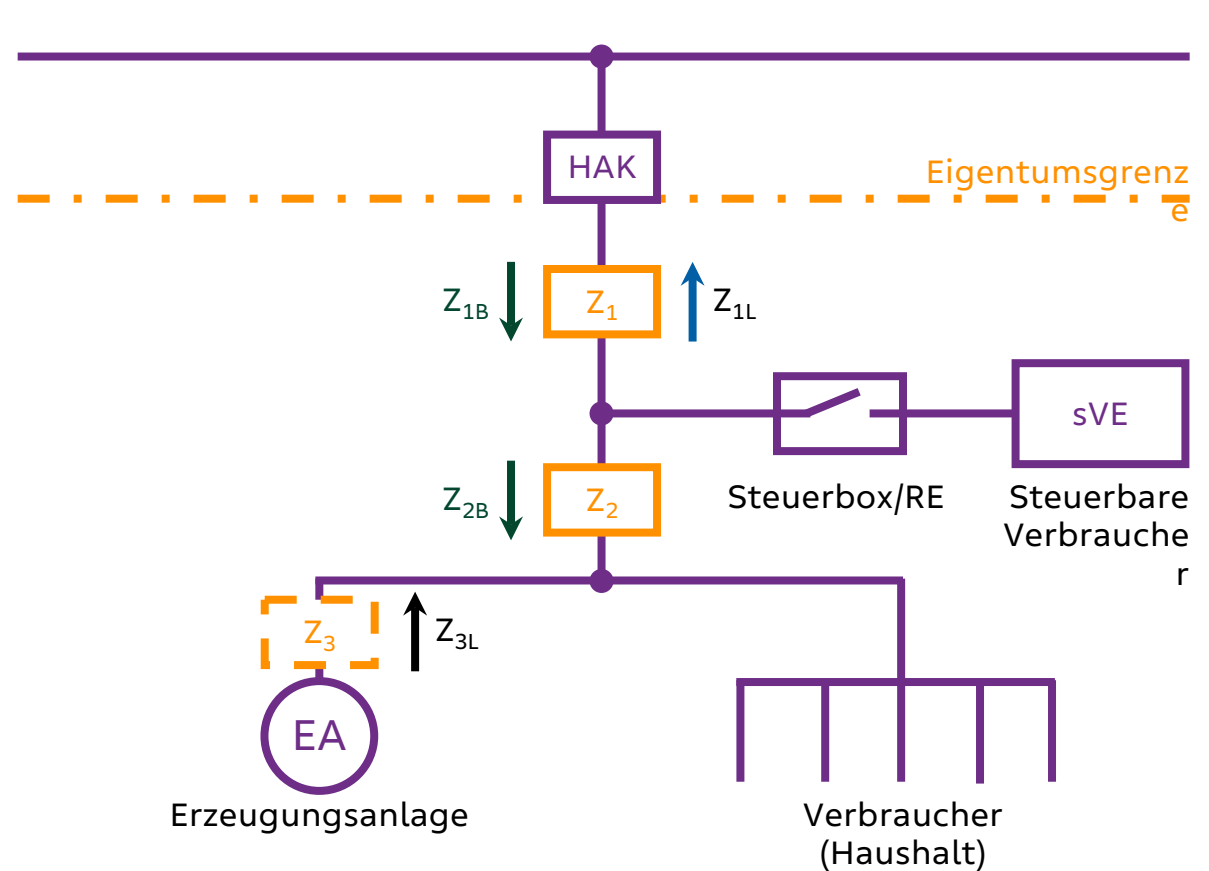 HAK
Eigentumsgrenz
e
Z1B
Z1
Z1L
sVE
Z2B
Z2
Steuerbox/RE
Steuerbare
Verbrauche
r
Z3
Z3L
EA
Erzeugungsanlage
Verbraucher
(Haushalt)